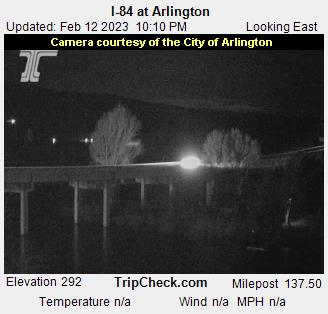 I-84 at Arlington
Updated: Feb 12 2023 10:10 PM Looking East
Camera courtesy of the City of Arlington
Elevation 292 TripCheck.com Milepost 137.50
Temperature n/a Wind n/a MPH n/a